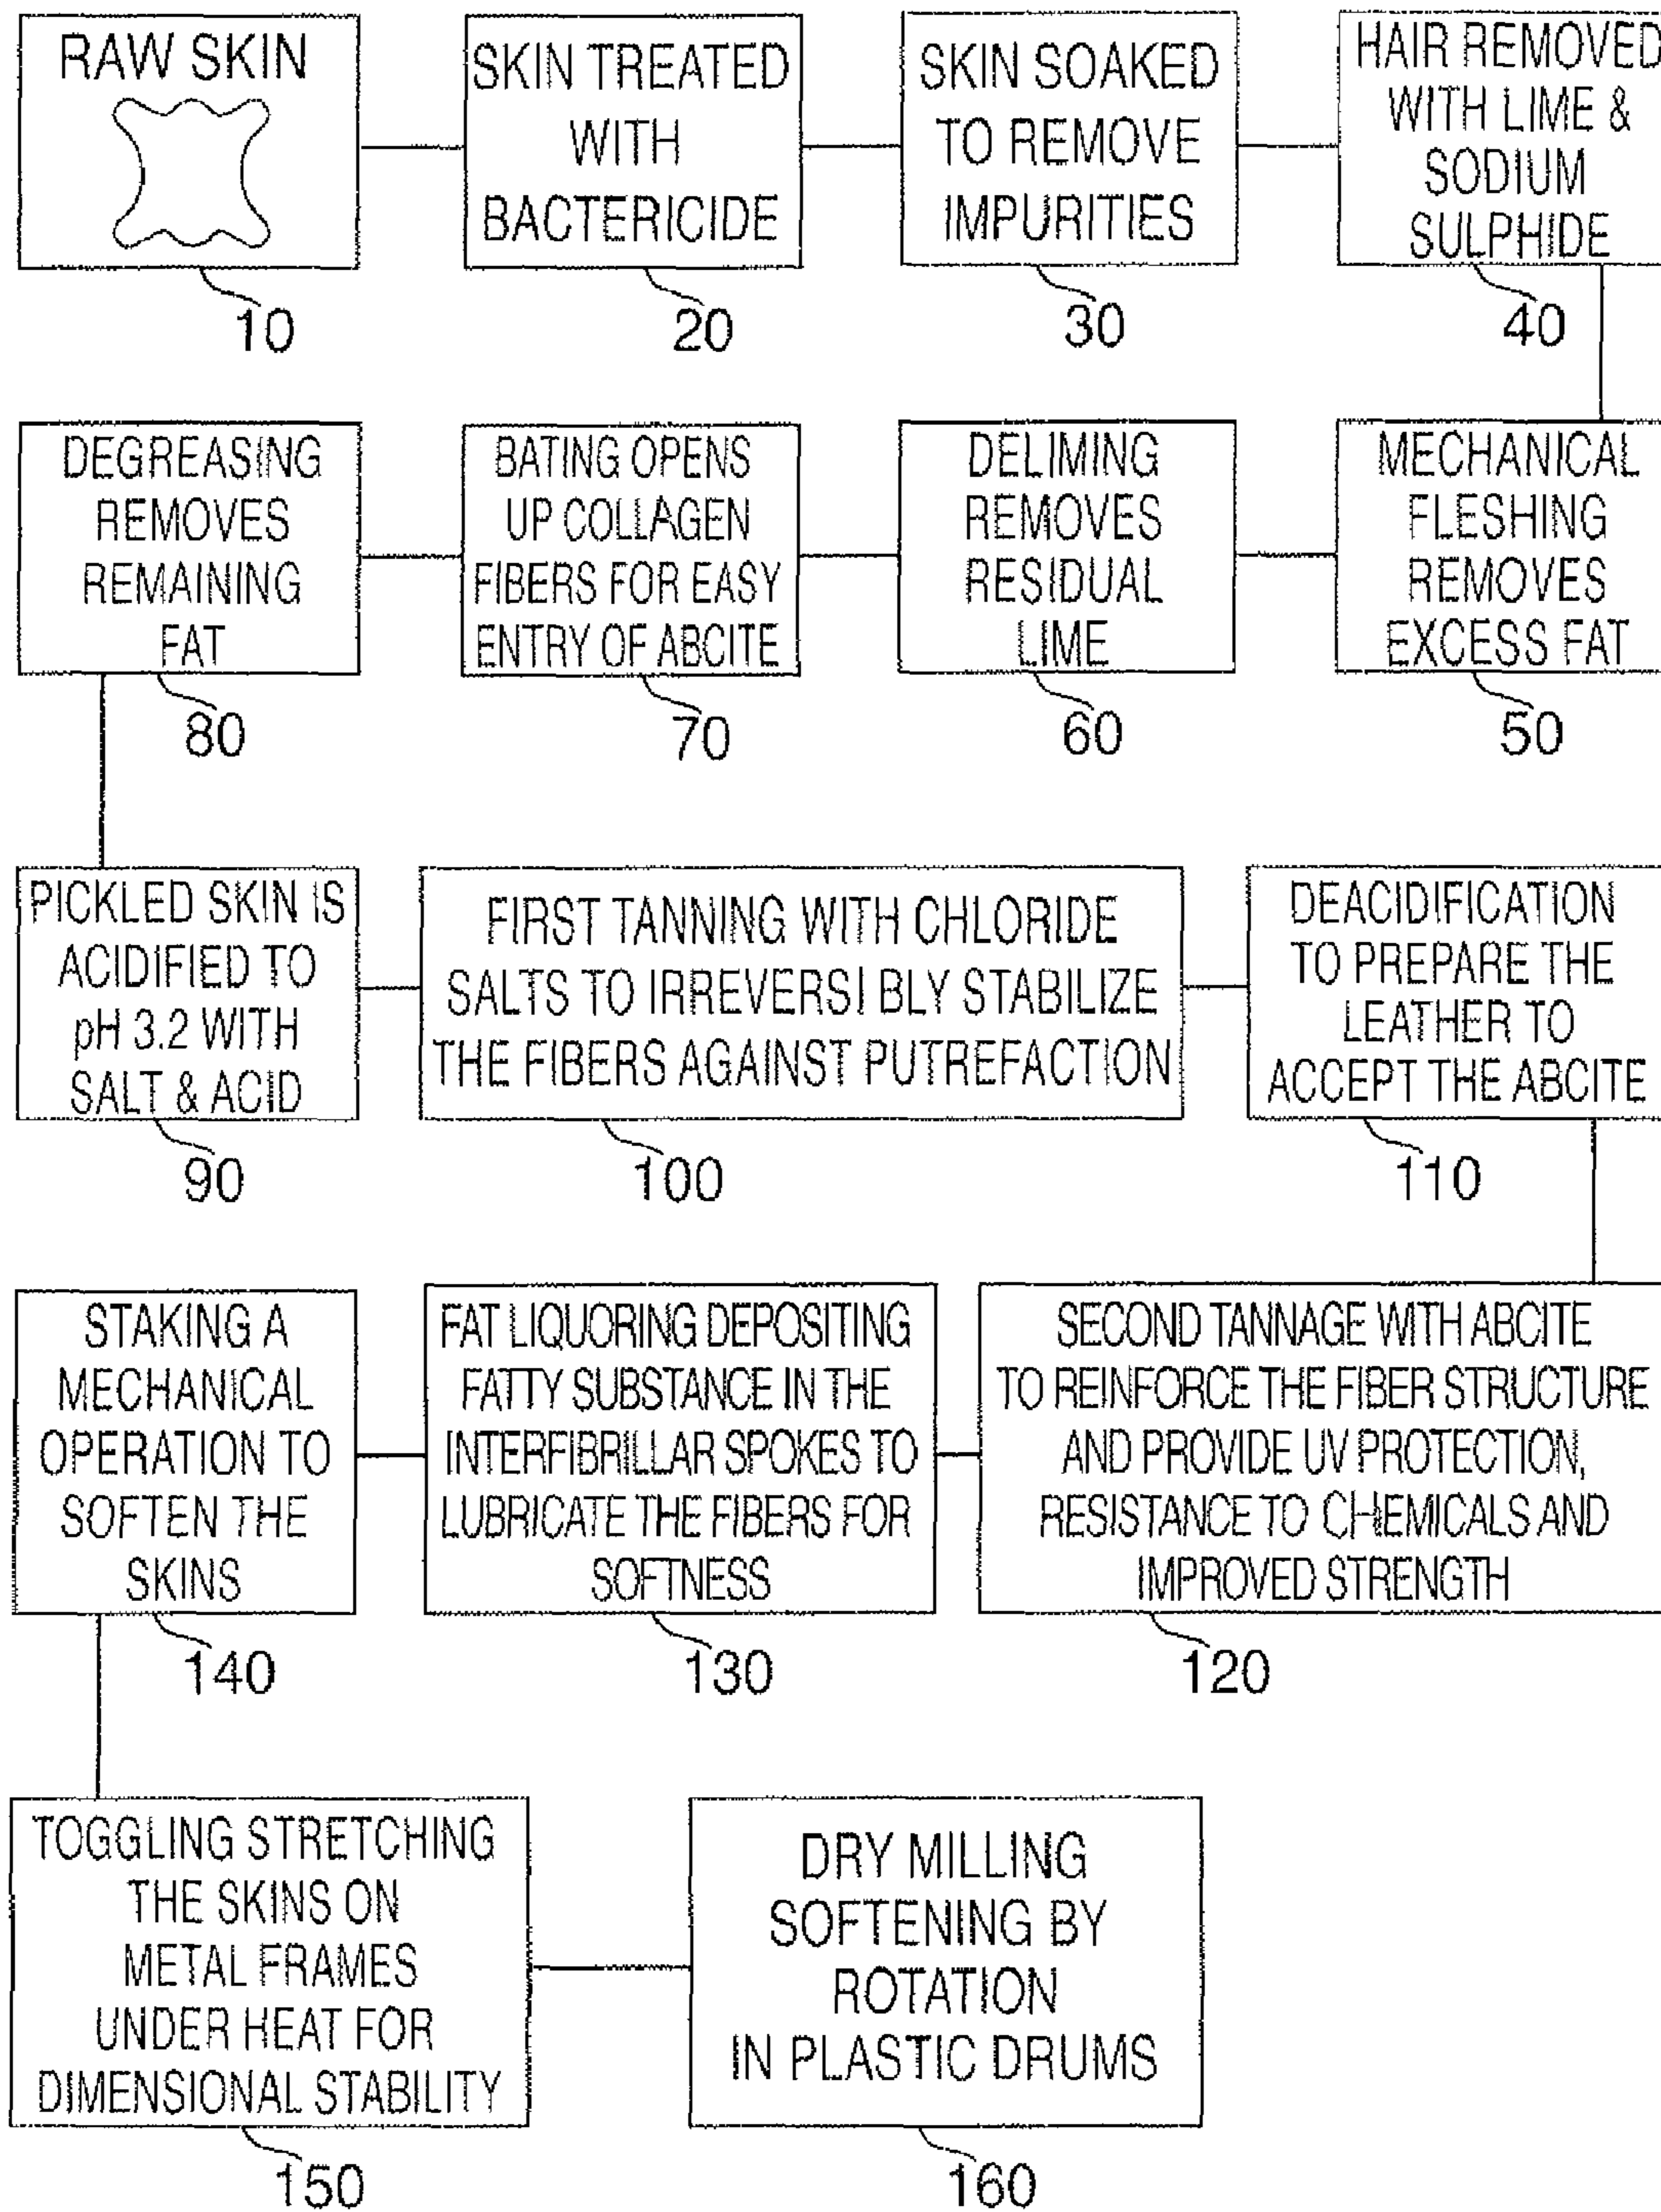 RAW SKIN
10
SKIN TREATED
WITH
BACTERICIDE
20
SKIN SOAKED
TO REMOVE
IMPURITIES
30
HAIR REMOVED
WITH LIME &
SODIUM
SULPHIDE
40
MECHANICAL
FLESHING
REMOVES
EXCESS FAT
50
DELIMING
REMOVES
RESIDUAL
LIME
60
BATING OPENS
UP COLLAGEN
FIBERS FOR EASY
ENTRY OF ABCITE
70
DEGREASING
REMOVES
REMAINING
FAT
80
PICKLED SKIN IS
ACIDIFIED TO
pH 3.2 WITH
SALT & ACID
90
FIRST TANNING WITH CHLORIDE
SALTS TO IRREVERSI BLY STABILIZE
THE FIBERS AGAINST PUTREFACTION
100
DEACIDIFICATION
TO PREPARE THE
LEATHER TO
ACCEPT THE ABCITE
110
SECOND TANNAGE WITH ABCITE
TO REINFORCE THE FIBER STRUCTURE
AND PROVIDE UV PROTECTION,
RESISTANCE TO CHEMICALS AND
IMPROVED STRENGTH
120
FAT LIQUORING DEPOSITING
FATTY SUBSTANCE IN THE
INTERFIBRILLAR SPOKES TO
LUBRICATE THE FIBERS FOR
SOFTNESS
130
STAKING A
MECHANICAL
OPERATION TO
SOFTEN THE
SKINS
140
TOGGLING STRETCHING
THE SKINS ON
METAL FRAMES
UNDER HEAT FOR
DIMENSIONAL STABILITY
150
DRY MILLING
SOFTENING BY
ROTATION
IN PLASTIC DRUMS
160